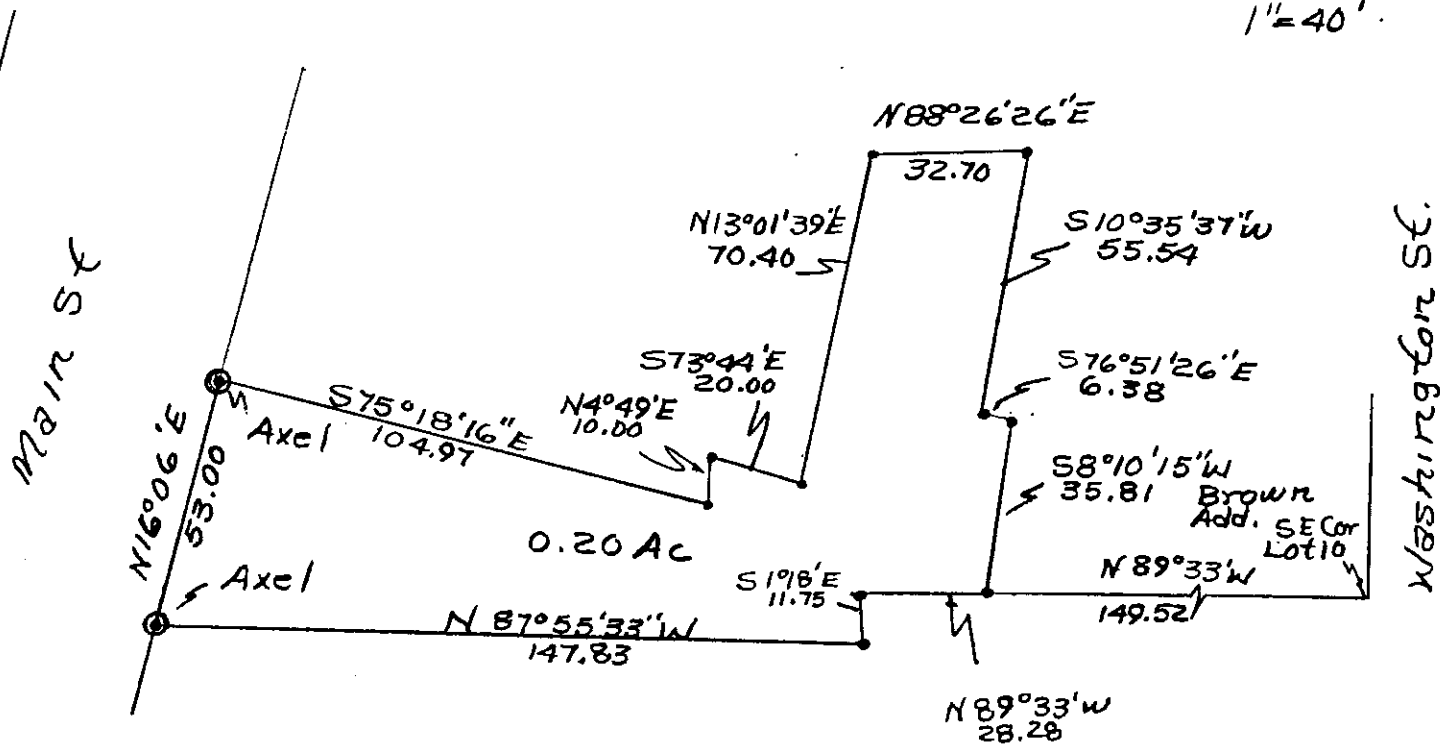 1"=40'.
N88°26'26"E
32.70
N13°01'39"E
70.40
S10°35'37"W
55.54
Main St
Washington St.
S73°44'E
20.00
S76°51'26"E
6.38
N4°49'E
10.00
S75°18'16"E
104.97
Axel
N16°06'E
53.00
S8°10'15"W
35.81
Brown
Add.
SE Cor
Lot 10
0.20 Ac
Axel
S1°18'E
11.75
N89°33'W
149.52
N 87°55'33"W
147.83
N89°33'W
28.28